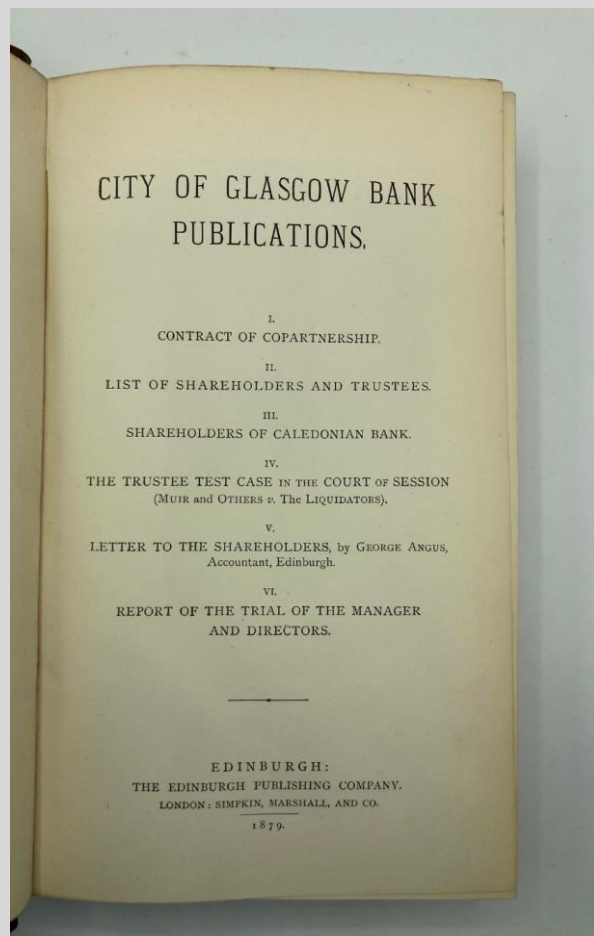 CITY OF GLASGOW BANK
PUBLICATIONS.
I.
CONTRACT OF COPARTNERSHIP.
II.
LIST OF SHAREHOLDERS AND TRUSTEES.
III.
SHAREHOLDERS OF CALEDONIAN BANK.
IV.
THE TRUSTEE TEST CASE IN THE COURT OF SESSION
(MUIR and OTHERS v. The LIQUIDATORS).
V.
LETTER TO THE SHAREHOLDERS, by GEORGE ANGUS,
Accountant, Edinburgh.
VI.
REPORT OF THE TRIAL OF THE MANAGER
AND DIRECTORS.
EDINBURGH:
THE EDINBURGH PUBLISHING COMPANY.
LONDON: SIMPKIN, MARSHALL, AND CO.
1879.